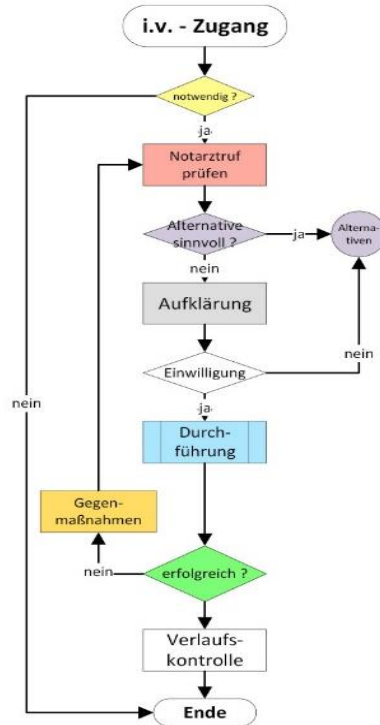 i.v. - Zugang
notwendig ?
ja
Notarztruf
prüfen
Alternative
sinnvoll ?
ja
Alterna-
tiven
nein
Aufklärung
nein
Einwilligung
nein
ja
Durch-
führung
Gegen-
maßnahmen
erfolgreich ?
nein
Verlaufs-
kontrolle
Ende